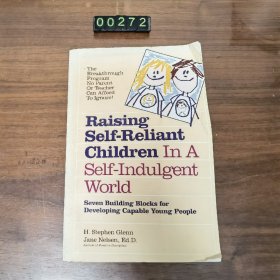 00272
The
Breakthrough
Program
No Parent
Or Teacher
Can Afford
To Ignore!
Raising
Self-Reliant
Children In A
Self-Indulgent
World
Seven Building Blocks for
Developing Capable Young People
H. Stephen Glenn
Jane Nelsen, Ed.D.